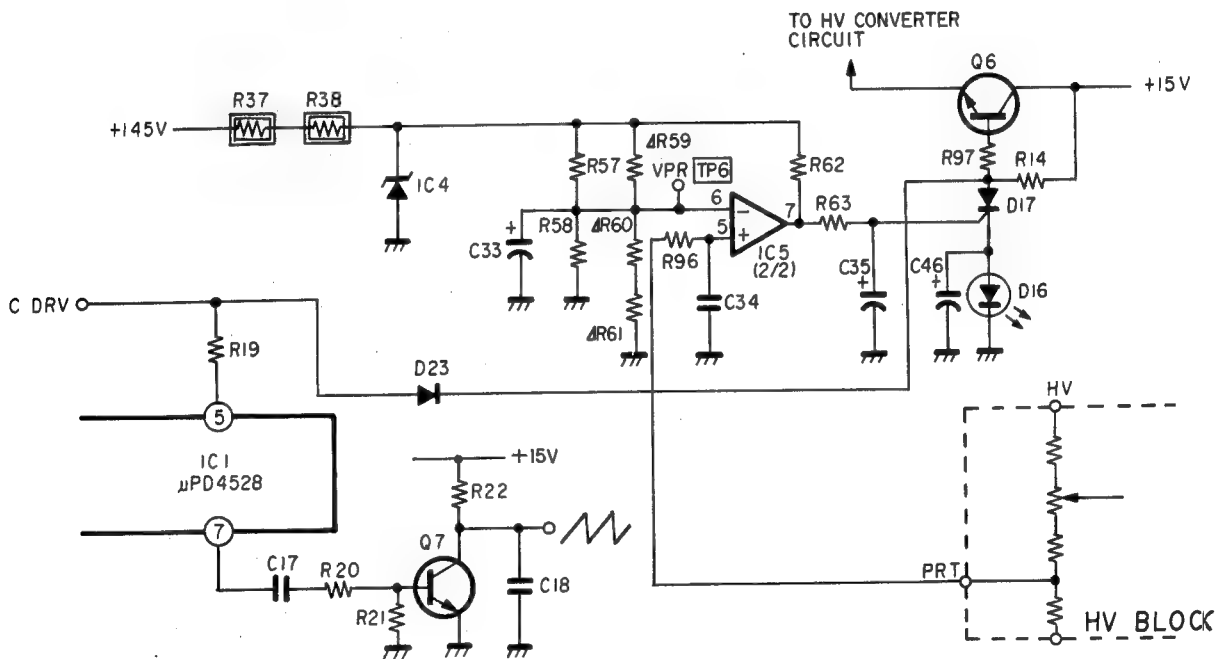 TO HV CONVERTER
CIRCUIT
Q6
+15V
R37
R38
+145V
ΔR59
R57
VPR TP6
R62
R97
R14
IC4
6
7
R63
D17
R58
ΔR60
5
IC5
(2/2)
+
C33
R96
C35
+
C46
+
D16
C DRV
C34
ΔR61
R19
D23
HV
5
IC1
μPD4528
+15V
R22
7
Q7
C17
R20
C18
PRT
R21
HV BLOCK